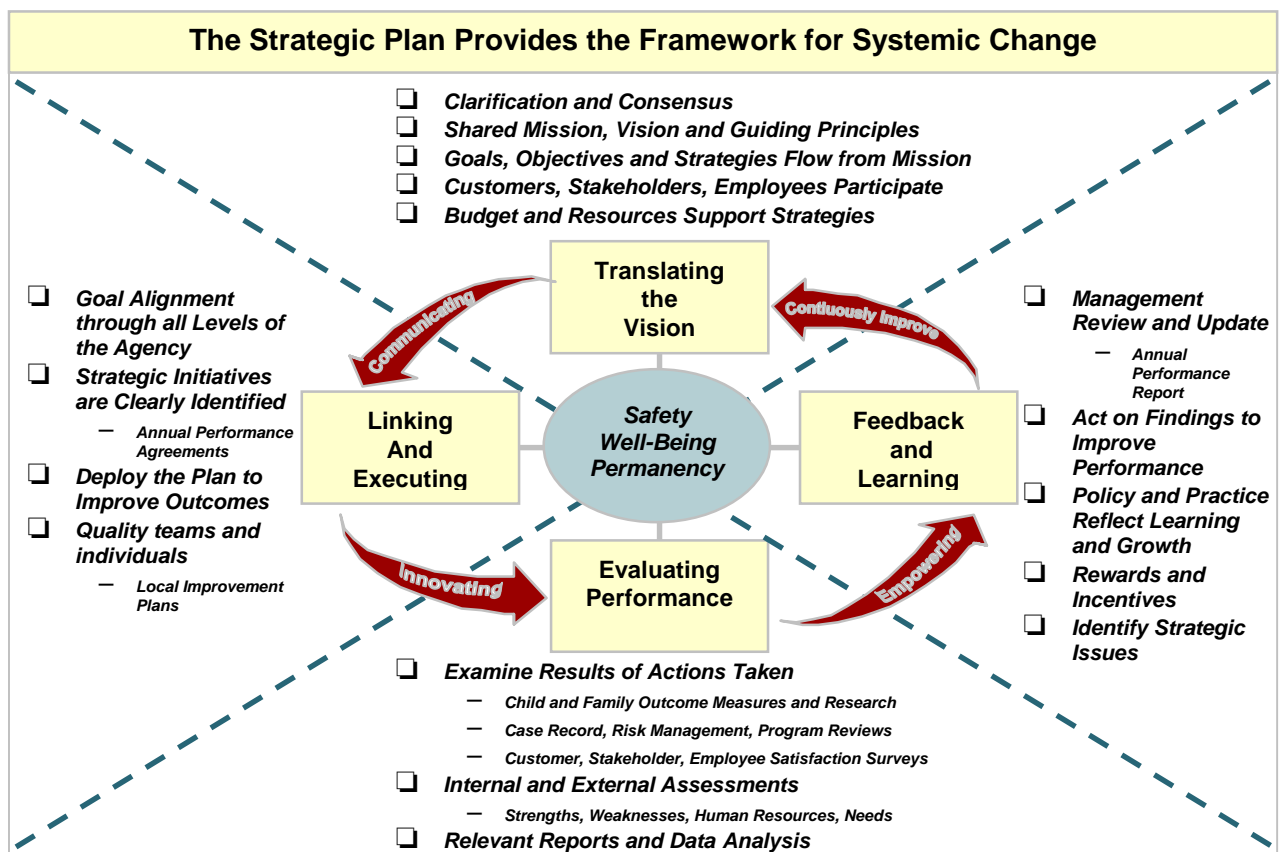 The Strategic Plan Provides the Framework for Systemic Change
❏ Clarification and Consensus
❏ Shared Mission, Vision and Guiding Principles
❏ Goals, Objectives and Strategies Flow from Mission
❏ Customers, Stakeholders, Employees Participate
❏ Budget and Resources Support Strategies
Translating
the
Vision
Communicating
Contiuously Improve
❏ Goal Alignment
through all Levels of
the Agency
❏ Strategic Initiatives
are Clearly Identified
– Annual Performance
Agreements
❏ Deploy the Plan to
Improve Outcomes
❏ Quality teams and
individuals
– Local Improvement
Plans
Linking
And
Executing
Safety
Well-Being
Permanency
Feedback
and
Learning
❏ Management
Review and Update
– Annual
Performance
Report
❏ Act on Findings to
Improve
Performance
❏ Policy and Practice
Reflect Learning
and Growth
❏ Rewards and
Incentives
❏ Identify Strategic
Issues
Innovating
Evaluating
Performance
Empowering
❏ Examine Results of Actions Taken
– Child and Family Outcome Measures and Research
– Case Record, Risk Management, Program Reviews
– Customer, Stakeholder, Employee Satisfaction Surveys
❏ Internal and External Assessments
– Strengths, Weaknesses, Human Resources, Needs
❏ Relevant Reports and Data Analysis